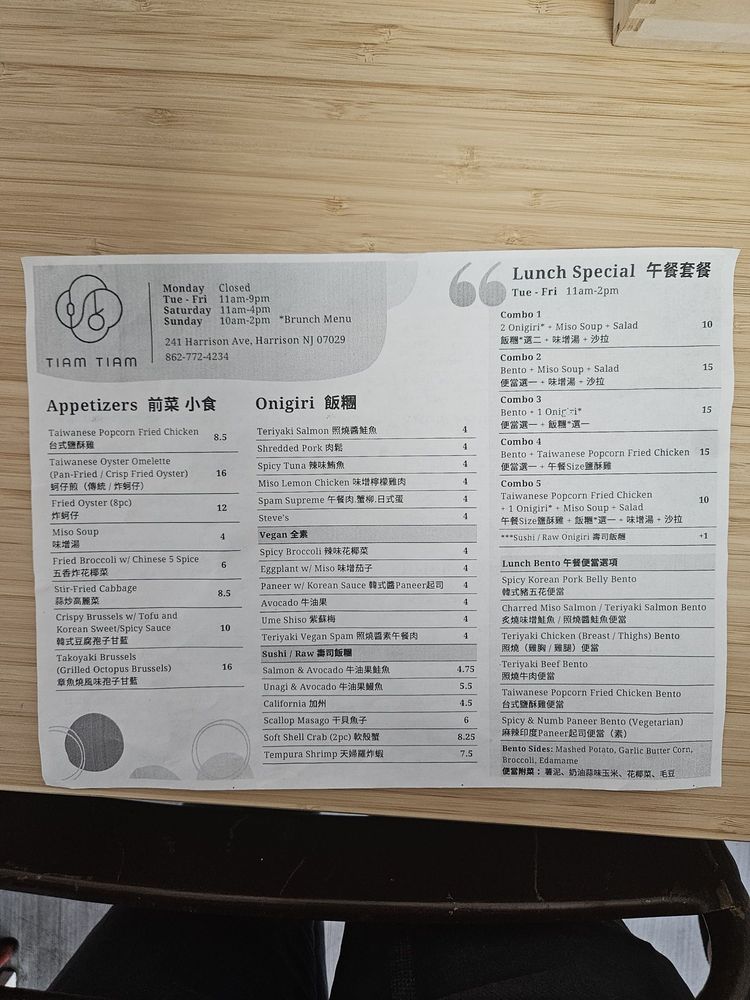 TIAM TIAM
Monday Closed
Tue - Fri 11am-9pm
Saturday 11am-4pm
Sunday 10am-2pm *Brunch Menu
241 Harrison Ave, Harrison NJ 07029
862-772-4234
Appetizers 前菜 小食
Taiwanese Popcorn Fried Chicken 8.5
台式鹽酥雞
Taiwanese Oyster Omelette
(Pan-Fried / Crisp Fried Oyster) 16
蚵仔煎（傳統 / 炸蚵仔）
Fried Oyster (8pc) 12
炸蚵仔
Miso Soup 4
味增湯
Fried Broccoli w/ Chinese 5 Spice 6
五香炸花椰菜
Stir-Fried Cabbage 8.5
蒜炒高麗菜
Crispy Brussels w/ Tofu and
Korean Sweet/Spicy Sauce 10
韓式豆腐孢子甘藍
Takoyaki Brussels
(Grilled Octopus Brussels) 16
章魚燒風味孢子甘藍
Onigiri 飯糰
Teriyaki Salmon 照燒醬鮭魚 4
Shredded Pork 肉鬆 4
Spicy Tuna 辣味鮪魚 4
Miso Lemon Chicken 味增檸檬雞肉 4
Spam Supreme 午餐肉.蟹柳.日式蛋 4
Steve's 4
Vegan 全素
Spicy Broccoli 辣味花椰菜 4
Eggplant w/ Miso 味增茄子 4
Paneer w/ Korean Sauce 韓式醬Paneer起司 4
Avocado 牛油果 4
Ume Shiso 紫蘇梅 4
Teriyaki Vegan Spam 照燒醬素午餐肉 4
Sushi / Raw 壽司飯糰
Salmon & Avocado 牛油果鮭魚 4.75
Unagi & Avocado 牛油果鰻魚 5.5
California 加州 4.5
Scallop Masago 干貝魚子 6
Soft Shell Crab (2pc) 軟殼蟹 8.25
Tempura Shrimp 天婦羅炸蝦 7.5
Lunch Special 午餐套餐
Tue - Fri 11am-2pm
Combo 1
2 Onigiri* + Miso Soup + Salad 10
飯糰*選二 + 味增湯 + 沙拉
Combo 2
Bento + Miso Soup + Salad 15
便當選一 + 味增湯 + 沙拉
Combo 3
Bento + 1 Onigiri* 15
便當選一 + 飯糰*選一
Combo 4
Bento + Taiwanese Popcorn Fried Chicken 15
便當選一 + 午餐Size鹽酥雞
Combo 5
Taiwanese Popcorn Fried Chicken
+ 1 Onigiri* + Miso Soup + Salad 10
午餐Size鹽酥雞 + 飯糰*選一 + 味增湯 + 沙拉
***Sushi / Raw Onigiri 壽司飯糰 +1
Lunch Bento 午餐便當選項
Spicy Korean Pork Belly Bento
韓式豬五花便當
Charred Miso Salmon / Teriyaki Salmon Bento
炙燒味增鮭魚 / 照燒醬鮭魚便當
Teriyaki Chicken (Breast / Thighs) Bento
照燒（雞胸 / 雞腿）便當
Teriyaki Beef Bento
照燒牛肉便當
Taiwanese Popcorn Fried Chicken Bento
台式鹽酥雞便當
Spicy & Numb Paneer Bento (Vegetarian)
麻辣印度Paneer起司便當（素）
Bento Sides: Mashed Potato, Garlic Butter Corn,
Broccoli, Edamame
便當附菜：薯泥、奶油蒜味玉米、花椰菜、毛豆